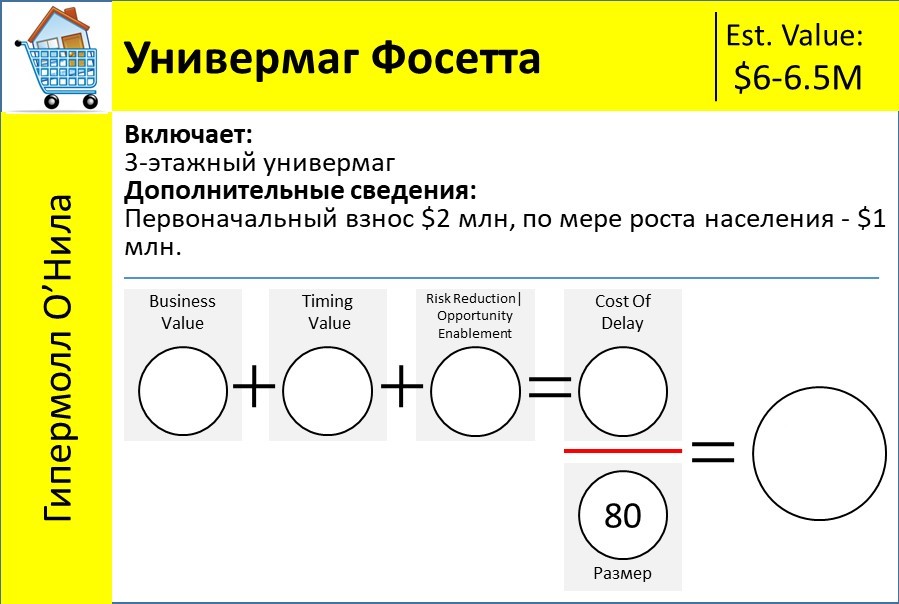 Универмаг Фосетта
Est. Value:
$6-6.5M
Гипермолл О’Нила
Включает:
3-этажный универмаг
Дополнительные сведения:
Первоначальный взнос $2 млн, по мере роста населения - $1
млн.
Business
Value
+
Timing
Value
+
Risk Reduction|
Opportunity
Enablement
=
Cost Of
Delay
=
80
Размер